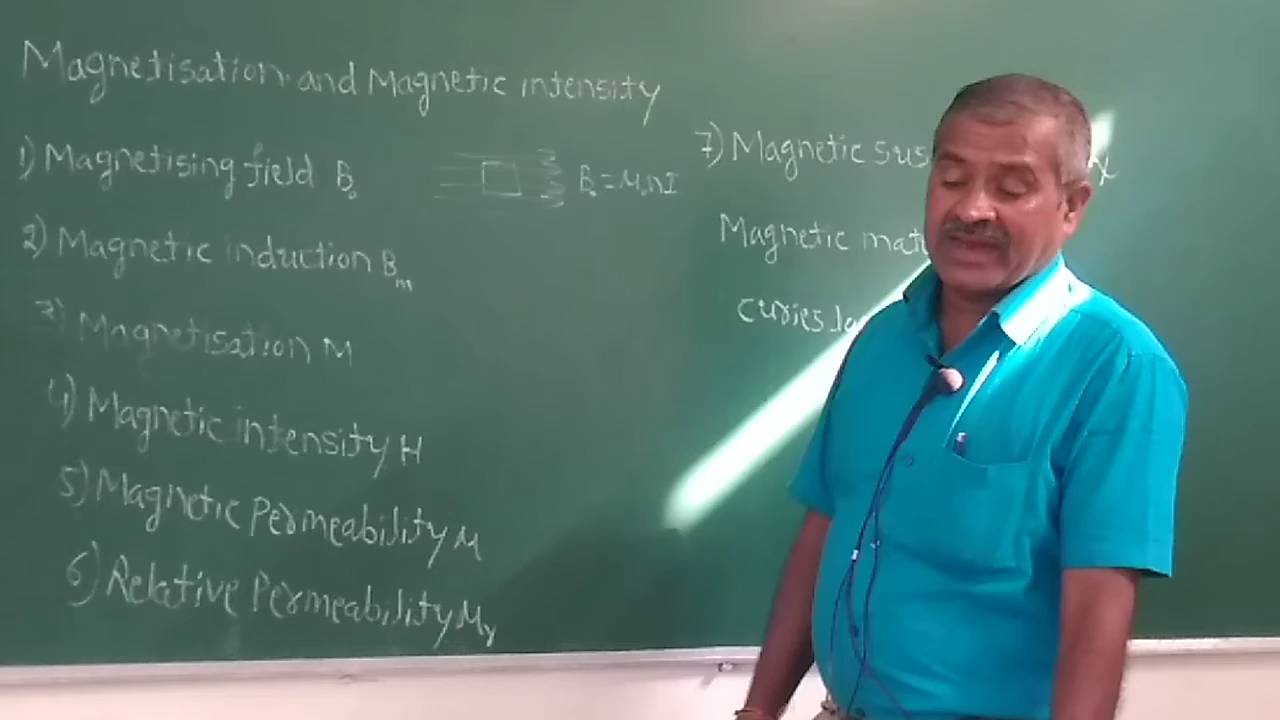 Magnetisation and Magnetic intensity
1) Magnetising field B₀
B₀ = μ₀nI
2) Magnetic induction Bₘ
3) Magnetisation M
4) Magnetic intensity H
5) Magnetic Permeability μ
6) Relative Permeability μᵣ
7) Magnetic sus χ
Magnetic mat
curies la